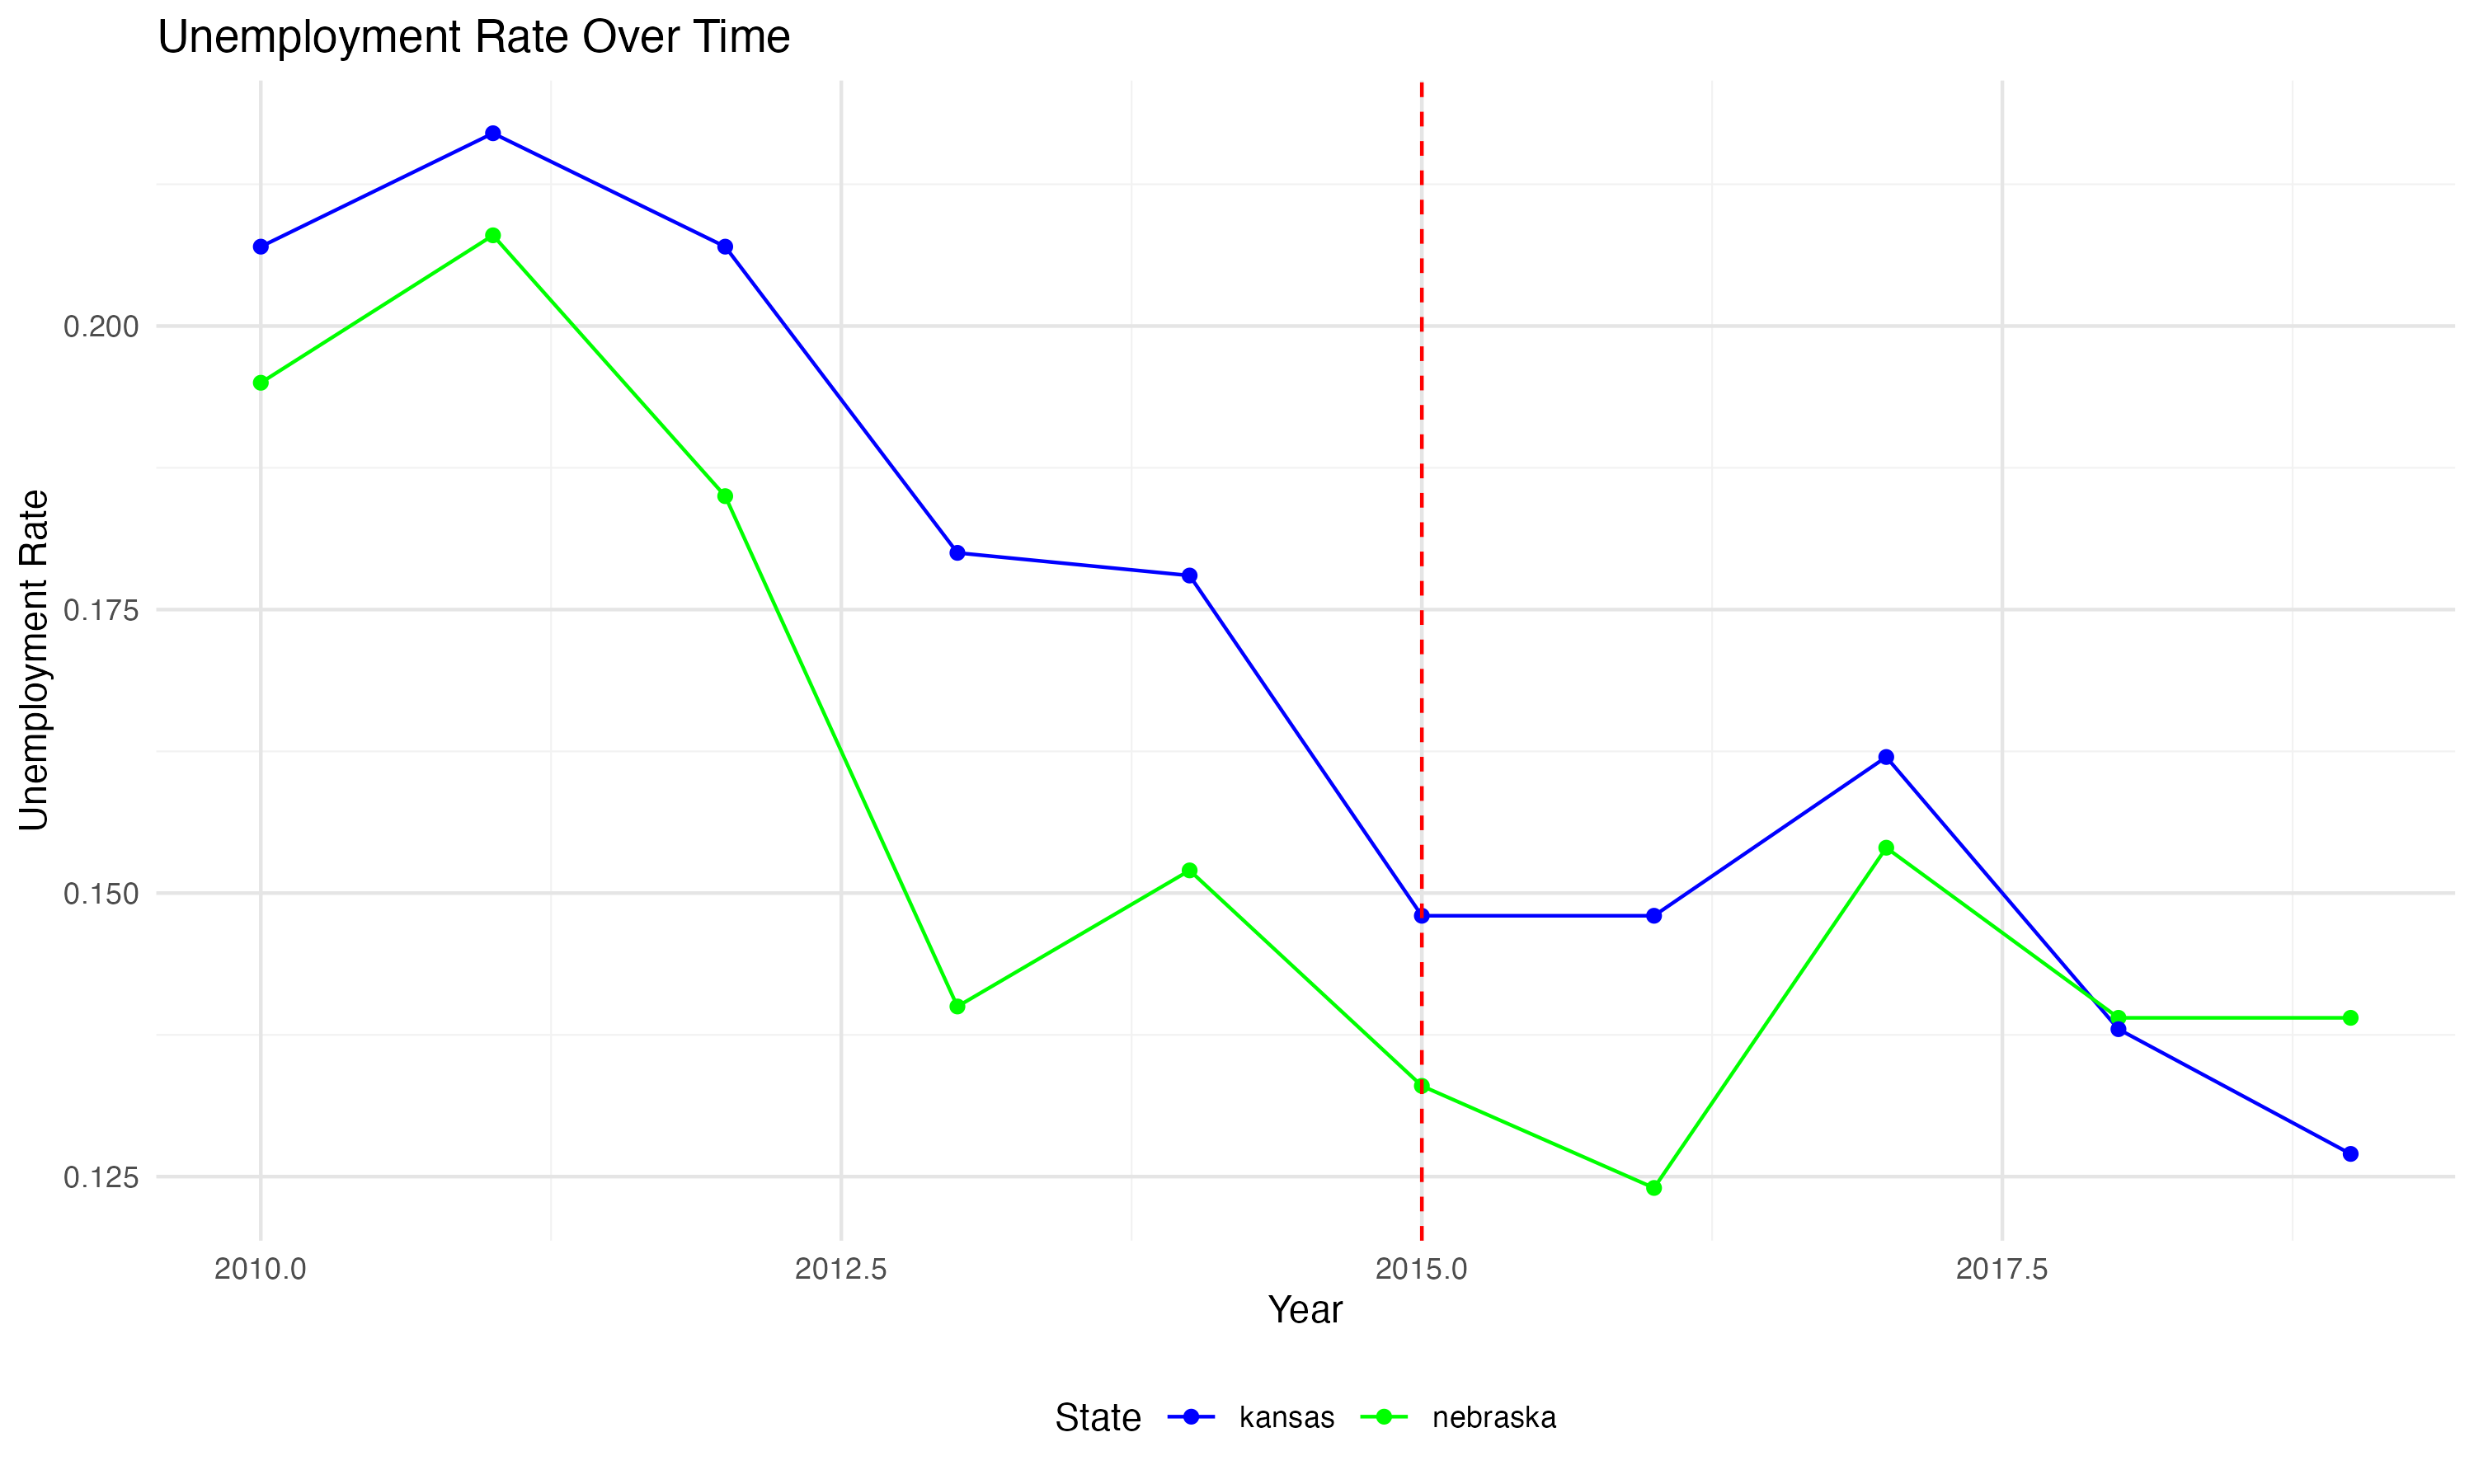 Unemployment Rate Over Time
Unemployment Rate
0.200
0.175
0.150
0.125
2010.0 2012.5 2015.0 2017.5
Year
State kansas nebraska